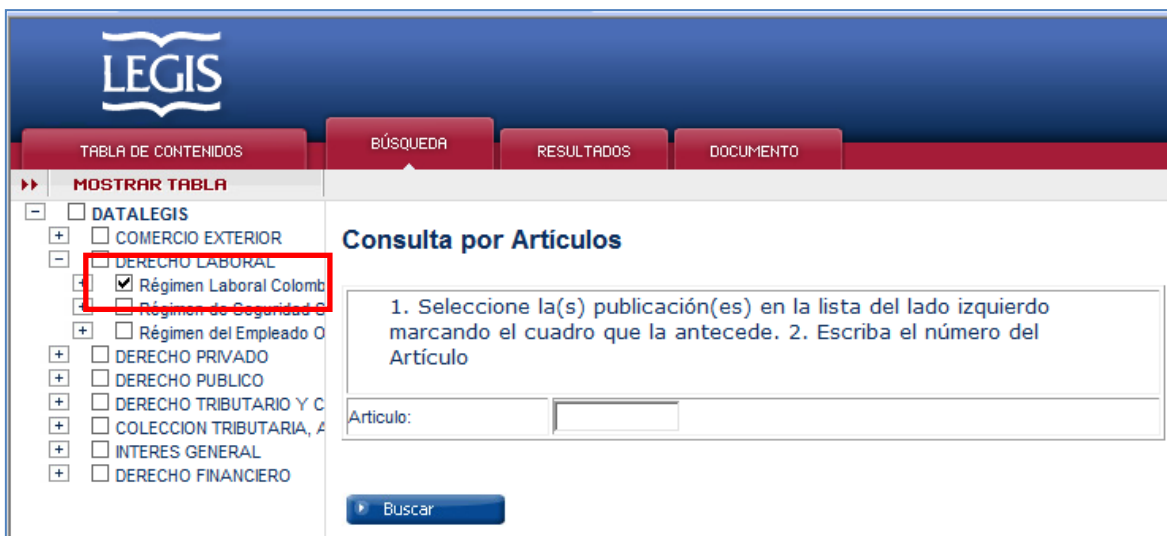 LEGIS
TABLA DE CONTENIDOS
BÚSQUEDA
RESULTADOS
DOCUMENTO
MOSTRAR TABLA
DATALEGIS
COMERCIO EXTERIOR
DERECHO LABORAL
Régimen Laboral Colomb
Régimen de Seguridad S
Régimen del Empleado O
DERECHO PRIVADO
DERECHO PUBLICO
DERECHO TRIBUTARIO Y C
COLECCION TRIBUTARIA, A
INTERES GENERAL
DERECHO FINANCIERO
Consulta por Artículos
1. Seleccione la(s) publicación(es) en la lista del lado izquierdo
marcando el cuadro que la antecede. 2. Escriba el número del
Artículo
Articulo:
Buscar